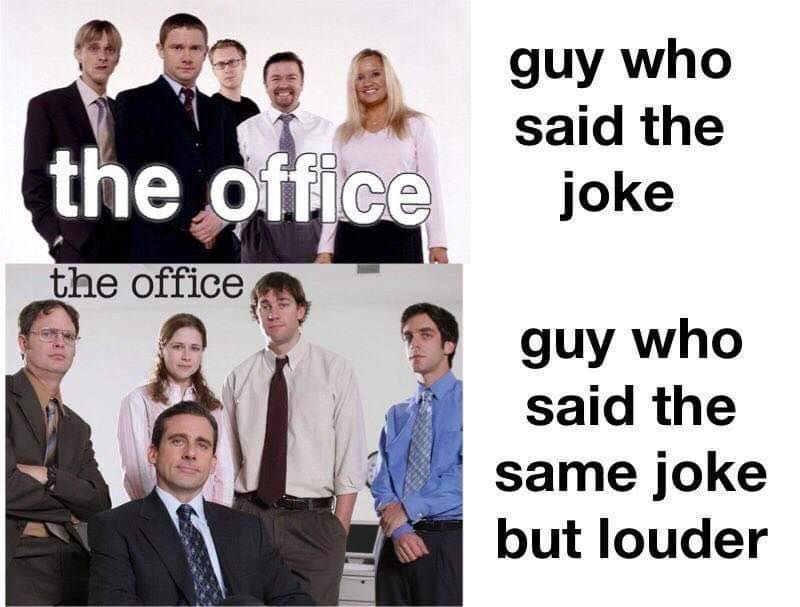 the office
guy who
said the
joke
the office
guy who
said the
same joke
but louder